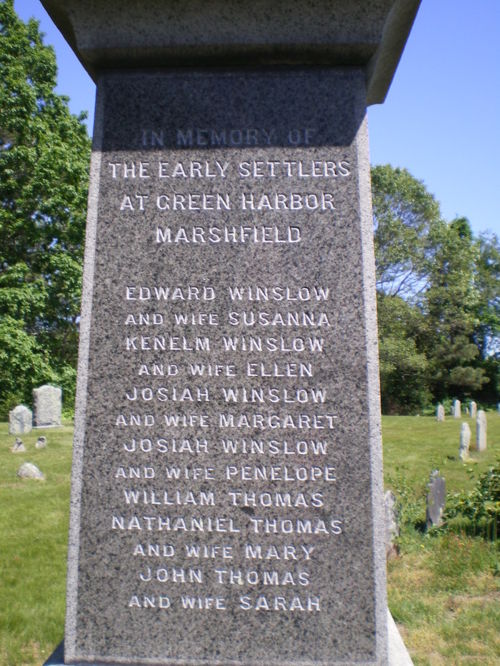 IN MEMORY OF
THE EARLY SETTLERS
AT GREEN HARBOR
MARSHFIELD
EDWARD WINSLOW
AND WIFE SUSANNA
KENELM WINSLOW
AND WIFE ELLEN
JOSIAH WINSLOW
AND WIFE MARGARET
JOSIAH WINSLOW
AND WIFE PENELOPE
WILLIAM THOMAS
NATHANIEL THOMAS
AND WIFE MARY
JOHN THOMAS
AND WIFE SARAH